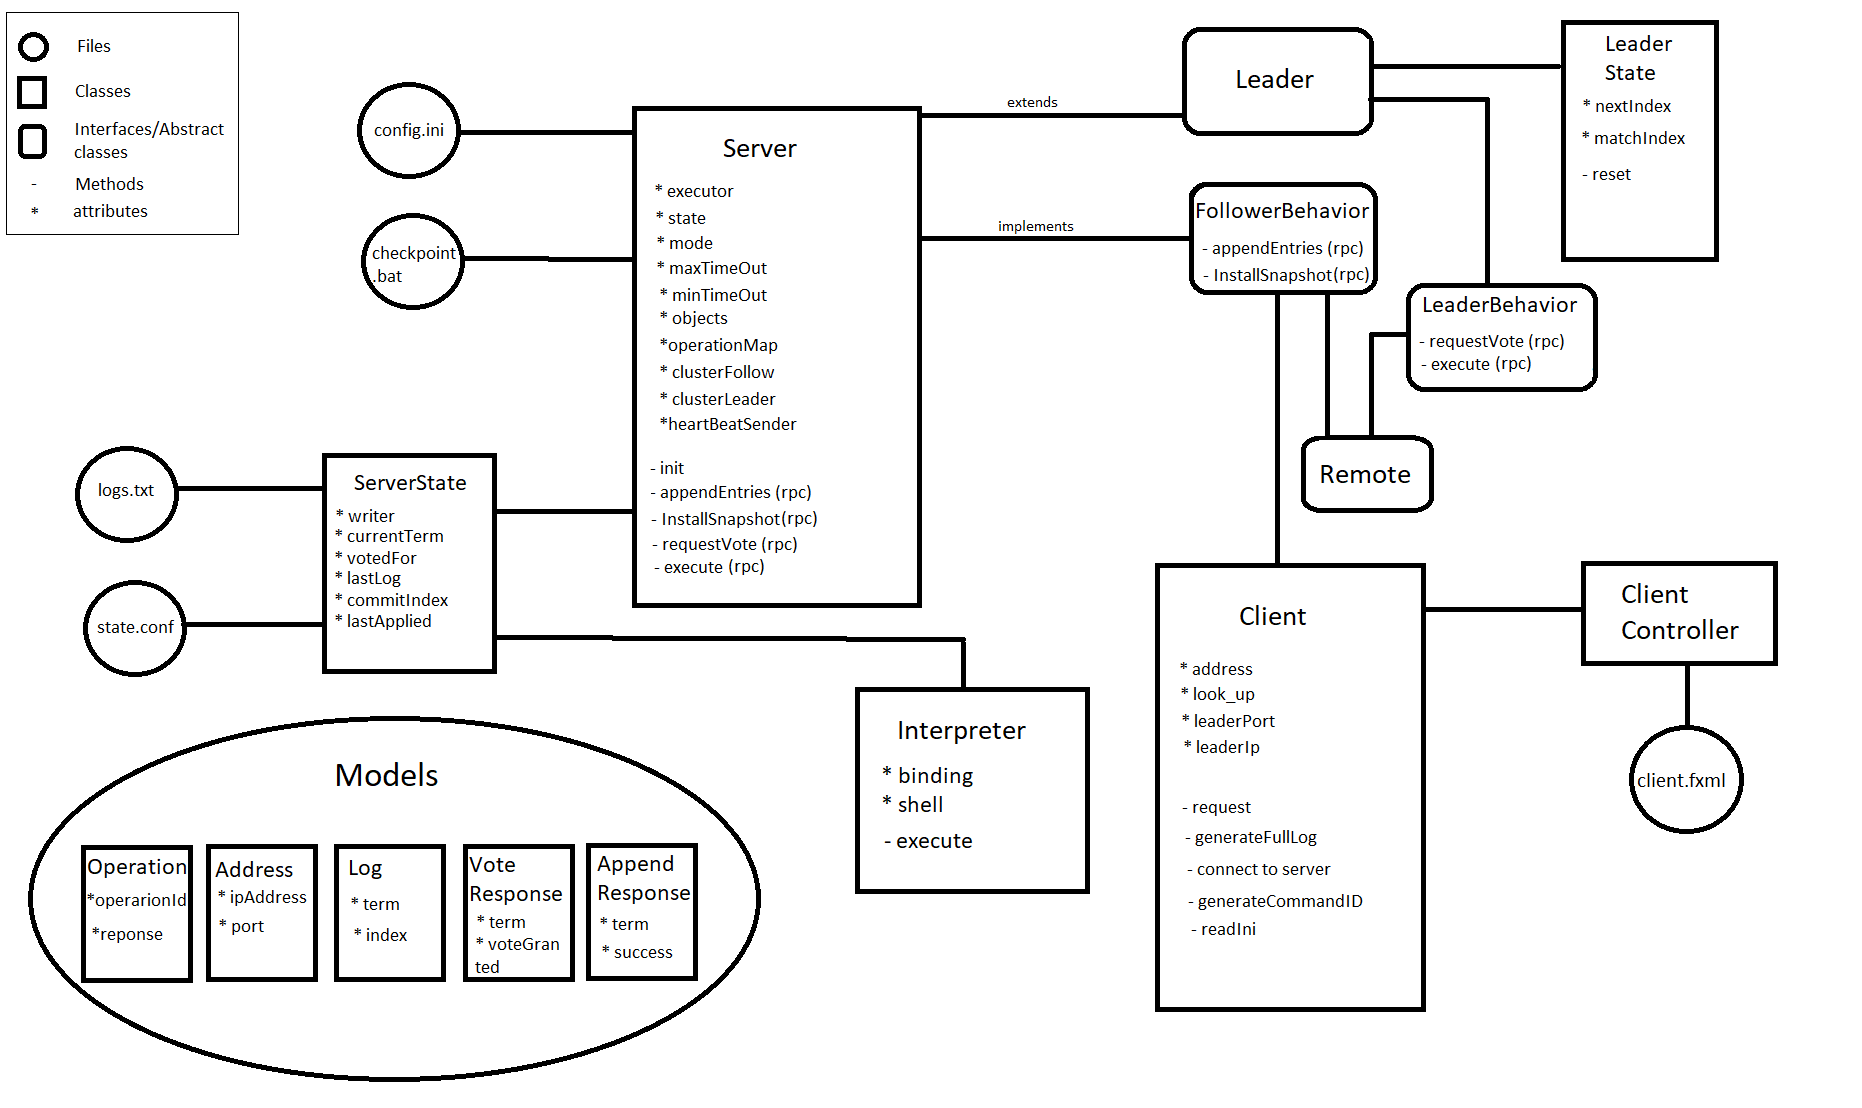 Files
Classes
Interfaces/Abstract
classes
- Methods
* attributes
config.ini
checkpoint
.bat
Server
* executor
* state
* mode
* maxTimeOut
* minTimeOut
* objects
*operationMap
* clusterFollow
* clusterLeader
*heartBeatSender
- init
- appendEntries (rpc)
- InstallSnapshot(rpc)
- requestVote (rpc)
- execute (rpc)
extends
implements
Leader
Leader
State
* nextIndex
* matchIndex
- reset
FollowerBehavior
- appendEntries (rpc)
- InstallSnapshot(rpc)
LeaderBehavior
- requestVote (rpc)
- execute (rpc)
Remote
logs.txt
state.conf
ServerState
* writer
* currentTerm
* votedFor
* lastLog
* commitIndex
* lastApplied
Interpreter
* binding
* shell
- execute
Client
* address
* look_up
* leaderPort
* leaderIp
- request
- generateFullLog
- connect to server
- generateCommandID
- readIni
Client
Controller
client.fxml
Models
Operation
*operarionId
*reponse
Address
* ipAddress
* port
Log
* term
* index
Vote
Response
* term
* voteGran
ted
Append
Response
* term
* success